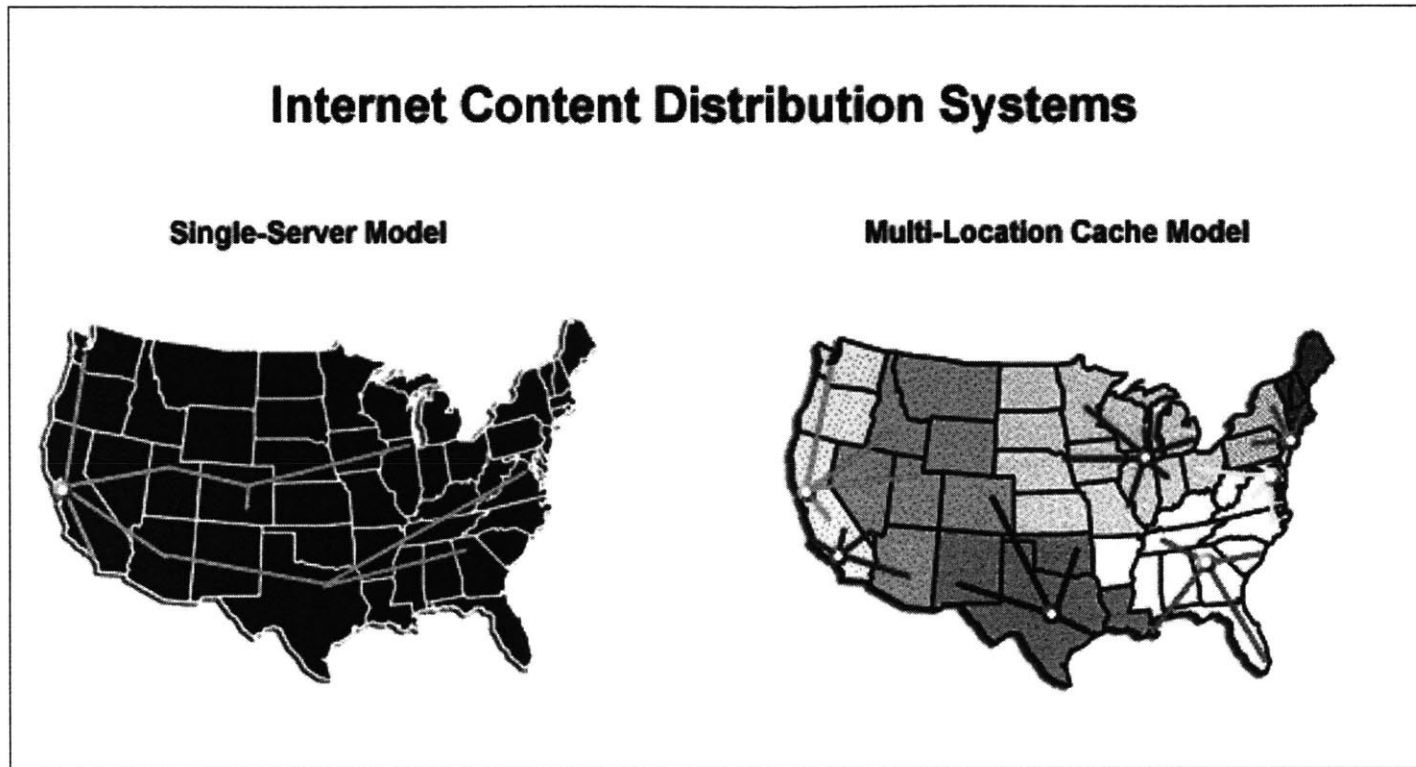 Internet Content Distribution Systems
Single-Server Model
Multi-Location Cache Model